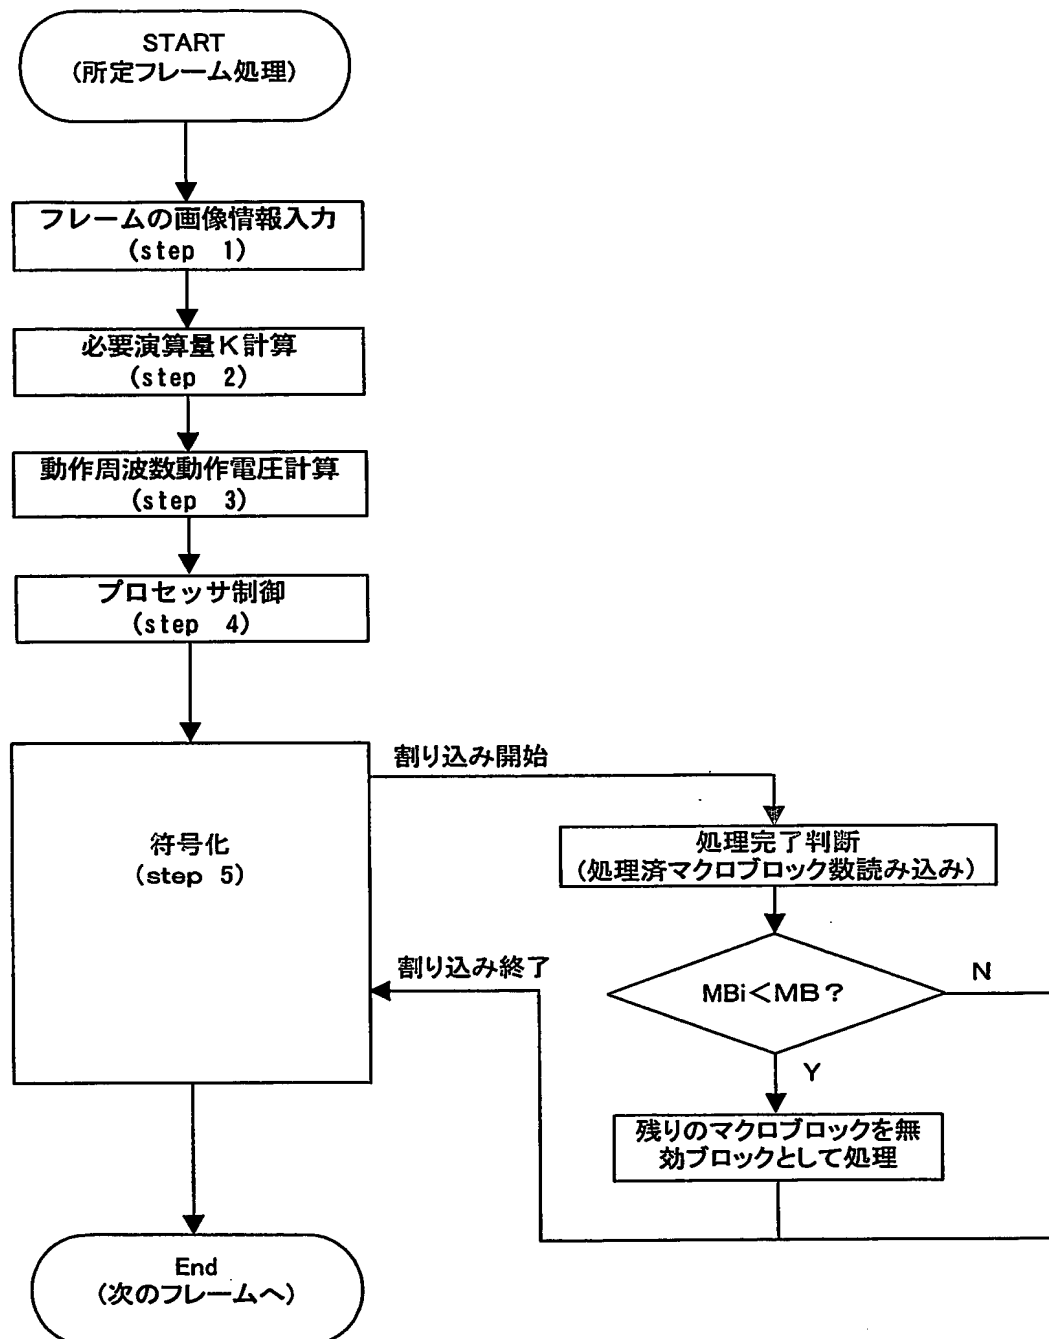 START
(所定フレーム処理)
フレームの画像情報入力
(step 1)
必要演算量K計算
(step 2)
動作周波数動作電圧計算
(step 3)
プロセッサ制御
(step 4)
割り込み開始
符号化
(step 5)
処理完了判断
(処理済マクロブロック数読み込み)
割り込み終了
MBi<MB?
N
Y
残りのマクロブロックを無
効ブロックとして処理
End
(次のフレームへ)